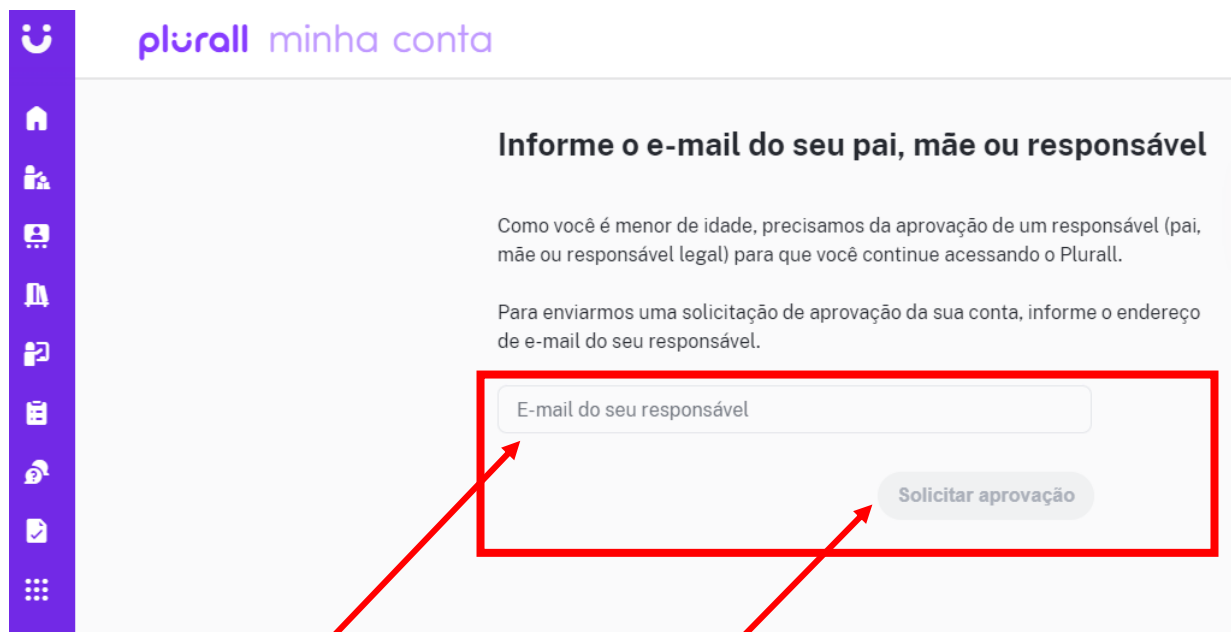 plurall minha conta
Informe o e-mail do seu pai, mãe ou responsável
Como você é menor de idade, precisamos da aprovação de um responsável (pai,
mãe ou responsável legal) para que você continue acessando o Plurall.
Para enviarmos uma solicitação de aprovação da sua conta, informe o endereço
de e-mail do seu responsável.
E-mail do seu responsável
Solicitar aprovação